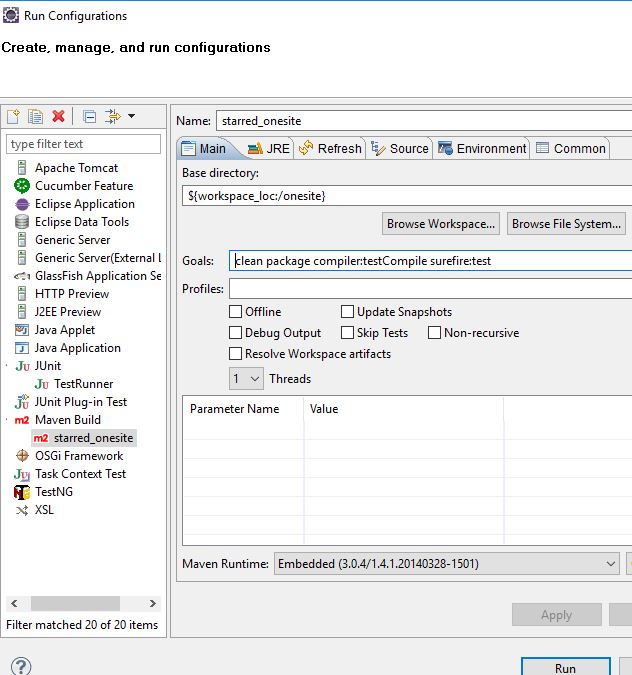 Run Configurations
Create, manage, and run configurations
type filter text
Apache Tomcat
Cucumber Feature
Eclipse Application
Eclipse Data Tools
Generic Server
Generic Server(External L
GlassFish Application Se
HTTP Preview
J2EE Preview
Java Applet
Java Application
Ju JUnit
Ju TestRunner
JUnit Plug-in Test
m2 Maven Build
m2 starred_onesite
OSGi Framework
Task Context Test
TestNG
XSL
Filter matched 20 of 20 items
Name: starred_onesite
Main JRE Refresh Source Environment Common
Base directory:
${workspace_loc:/onesite}
Browse Workspace... Browse File System...
Goals: clean package compiler:testCompile surefire:test
Profiles:
Offline Update Snapshots
Debug Output Skip Tests Non-recursive
Resolve Workspace artifacts
1 Threads
Parameter Name Value
Maven Runtime: Embedded (3.0.4/1.4.1.20140328-1501)
Apply
? Run